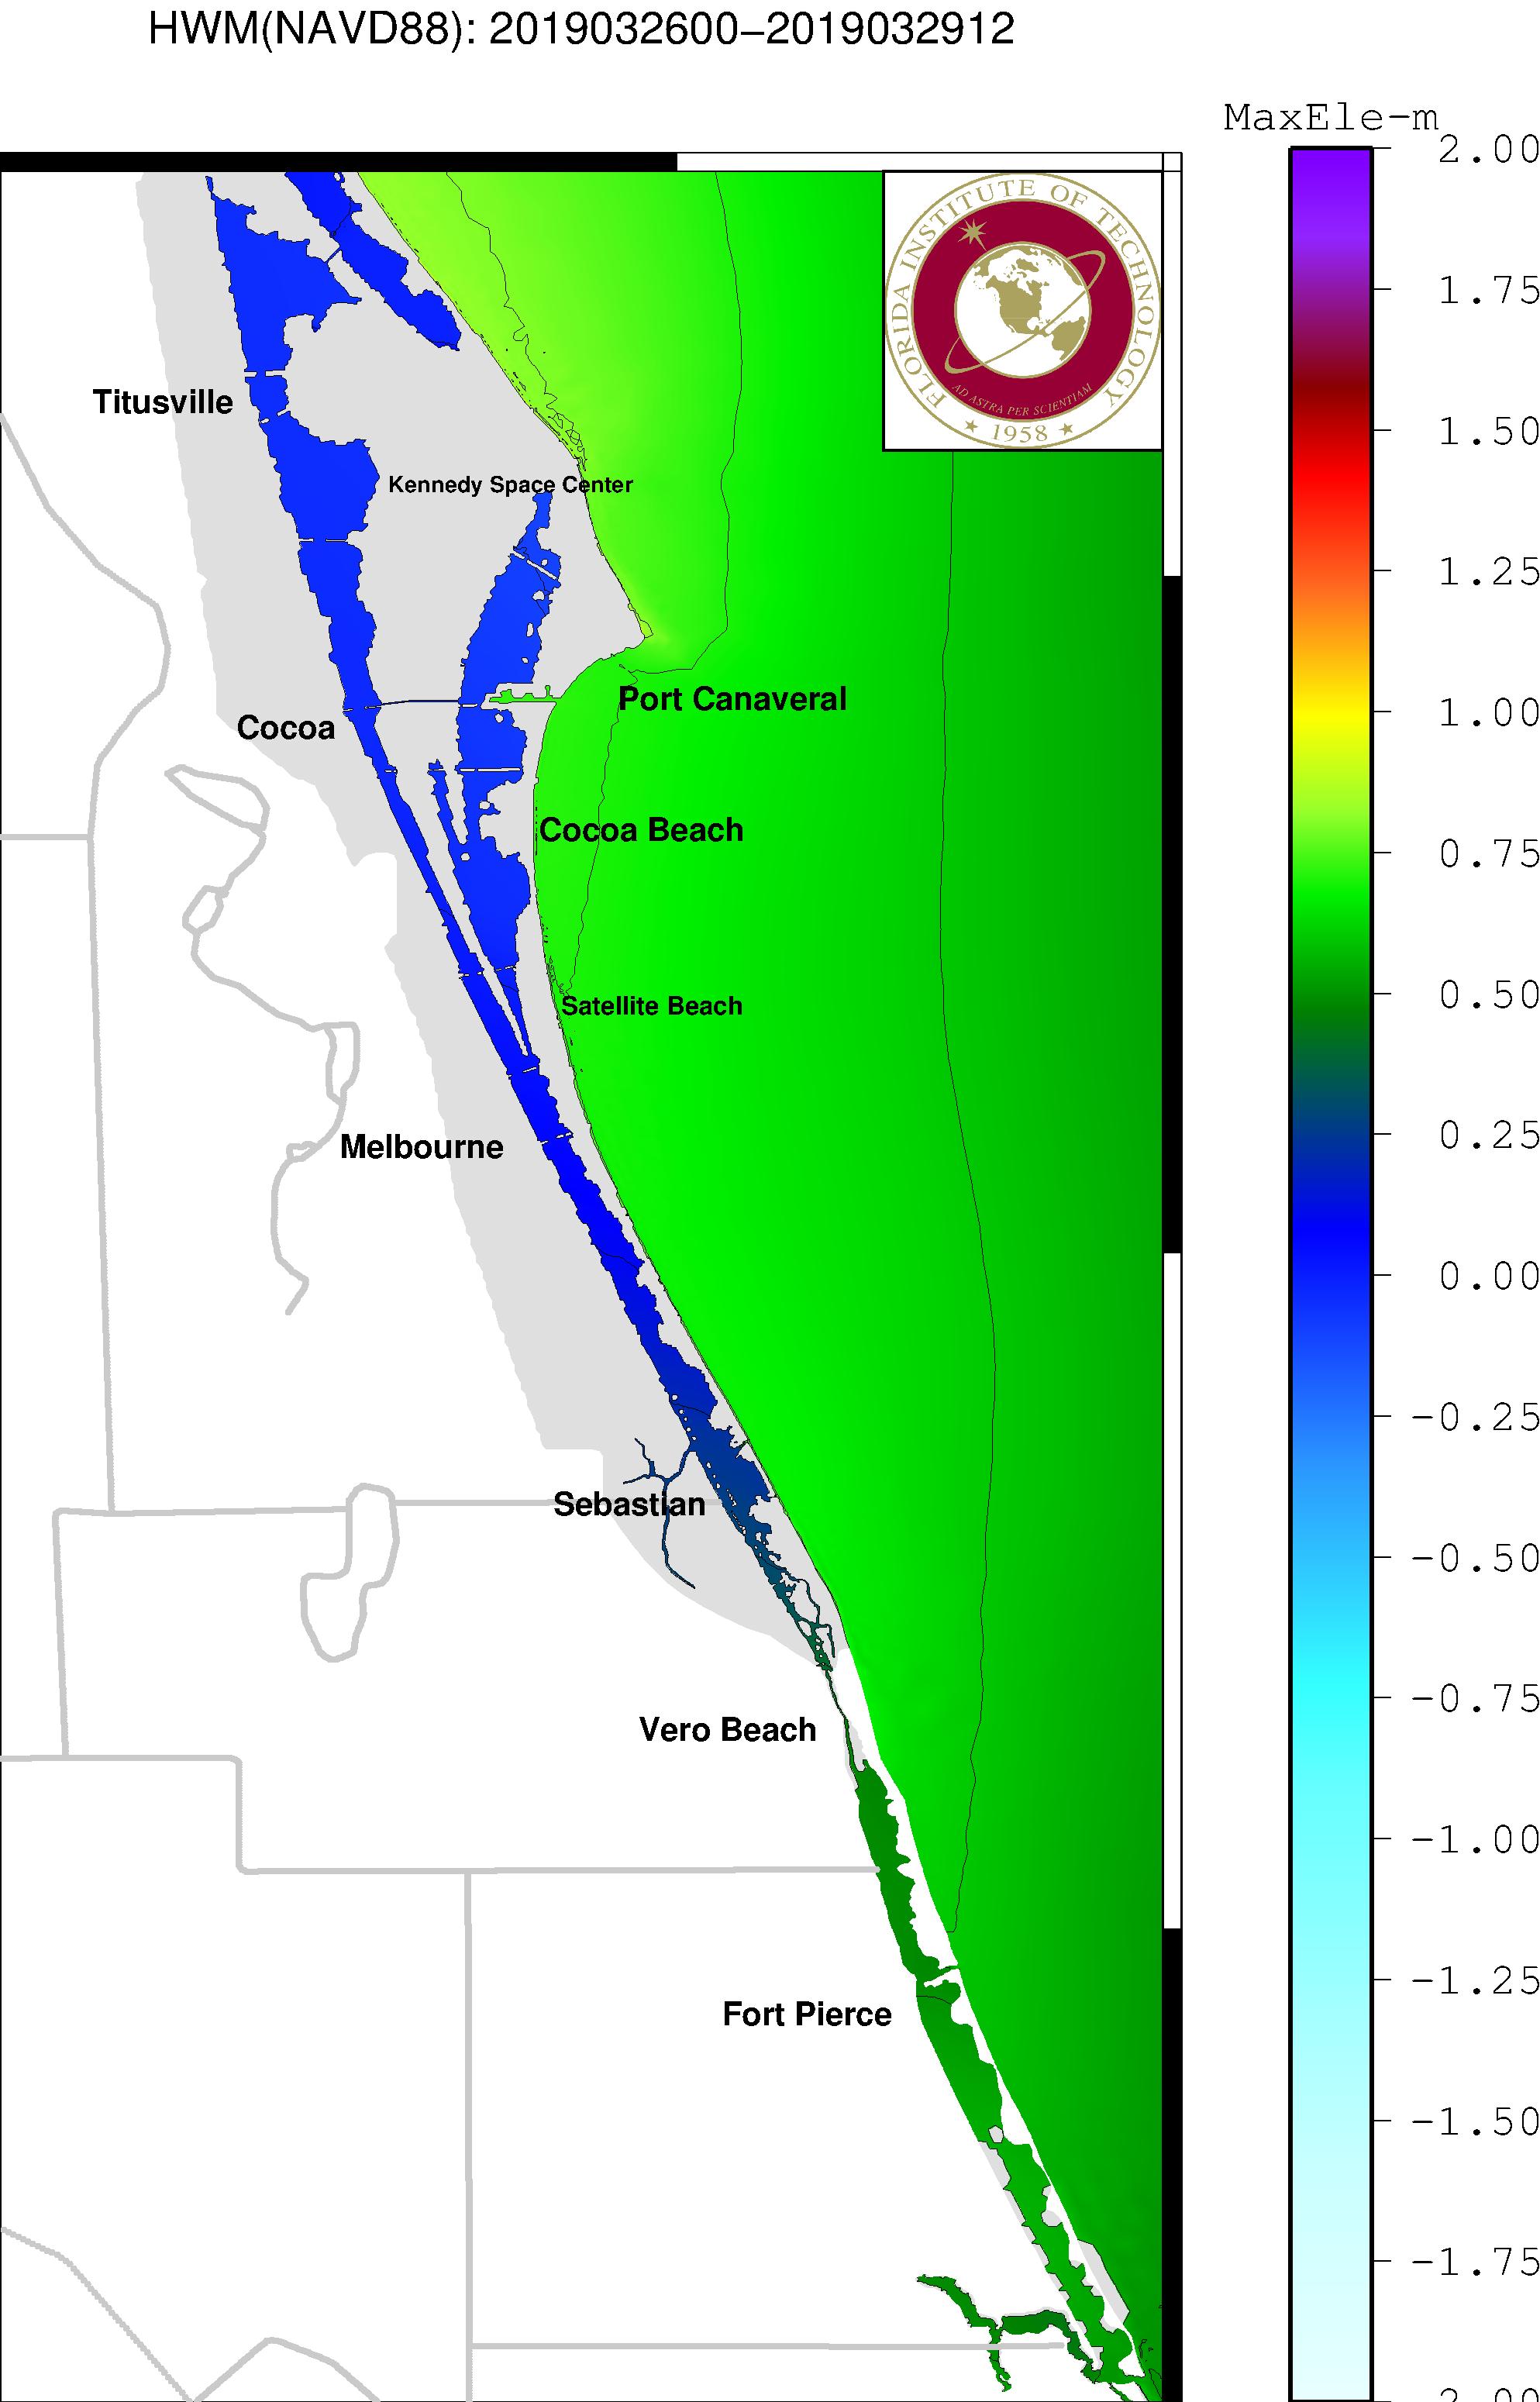 HWM(NAVD88): 2019032600−2019032912
MaxEle−m
2.00
1.75
1.50
1.25
1.00
0.75
0.50
0.25
0.00
−0.25
−0.50
−0.75
−1.00
−1.25
−1.50
−1.75
FLORIDA INSTITUTE OF TECHNOLOGY
AD ASTRA PER SCIENTIAM
1958
Titusville
Kennedy Space Center
Port Canaveral
Cocoa
Cocoa Beach
Satellite Beach
Melbourne
Sebastian
Vero Beach
Fort Pierce